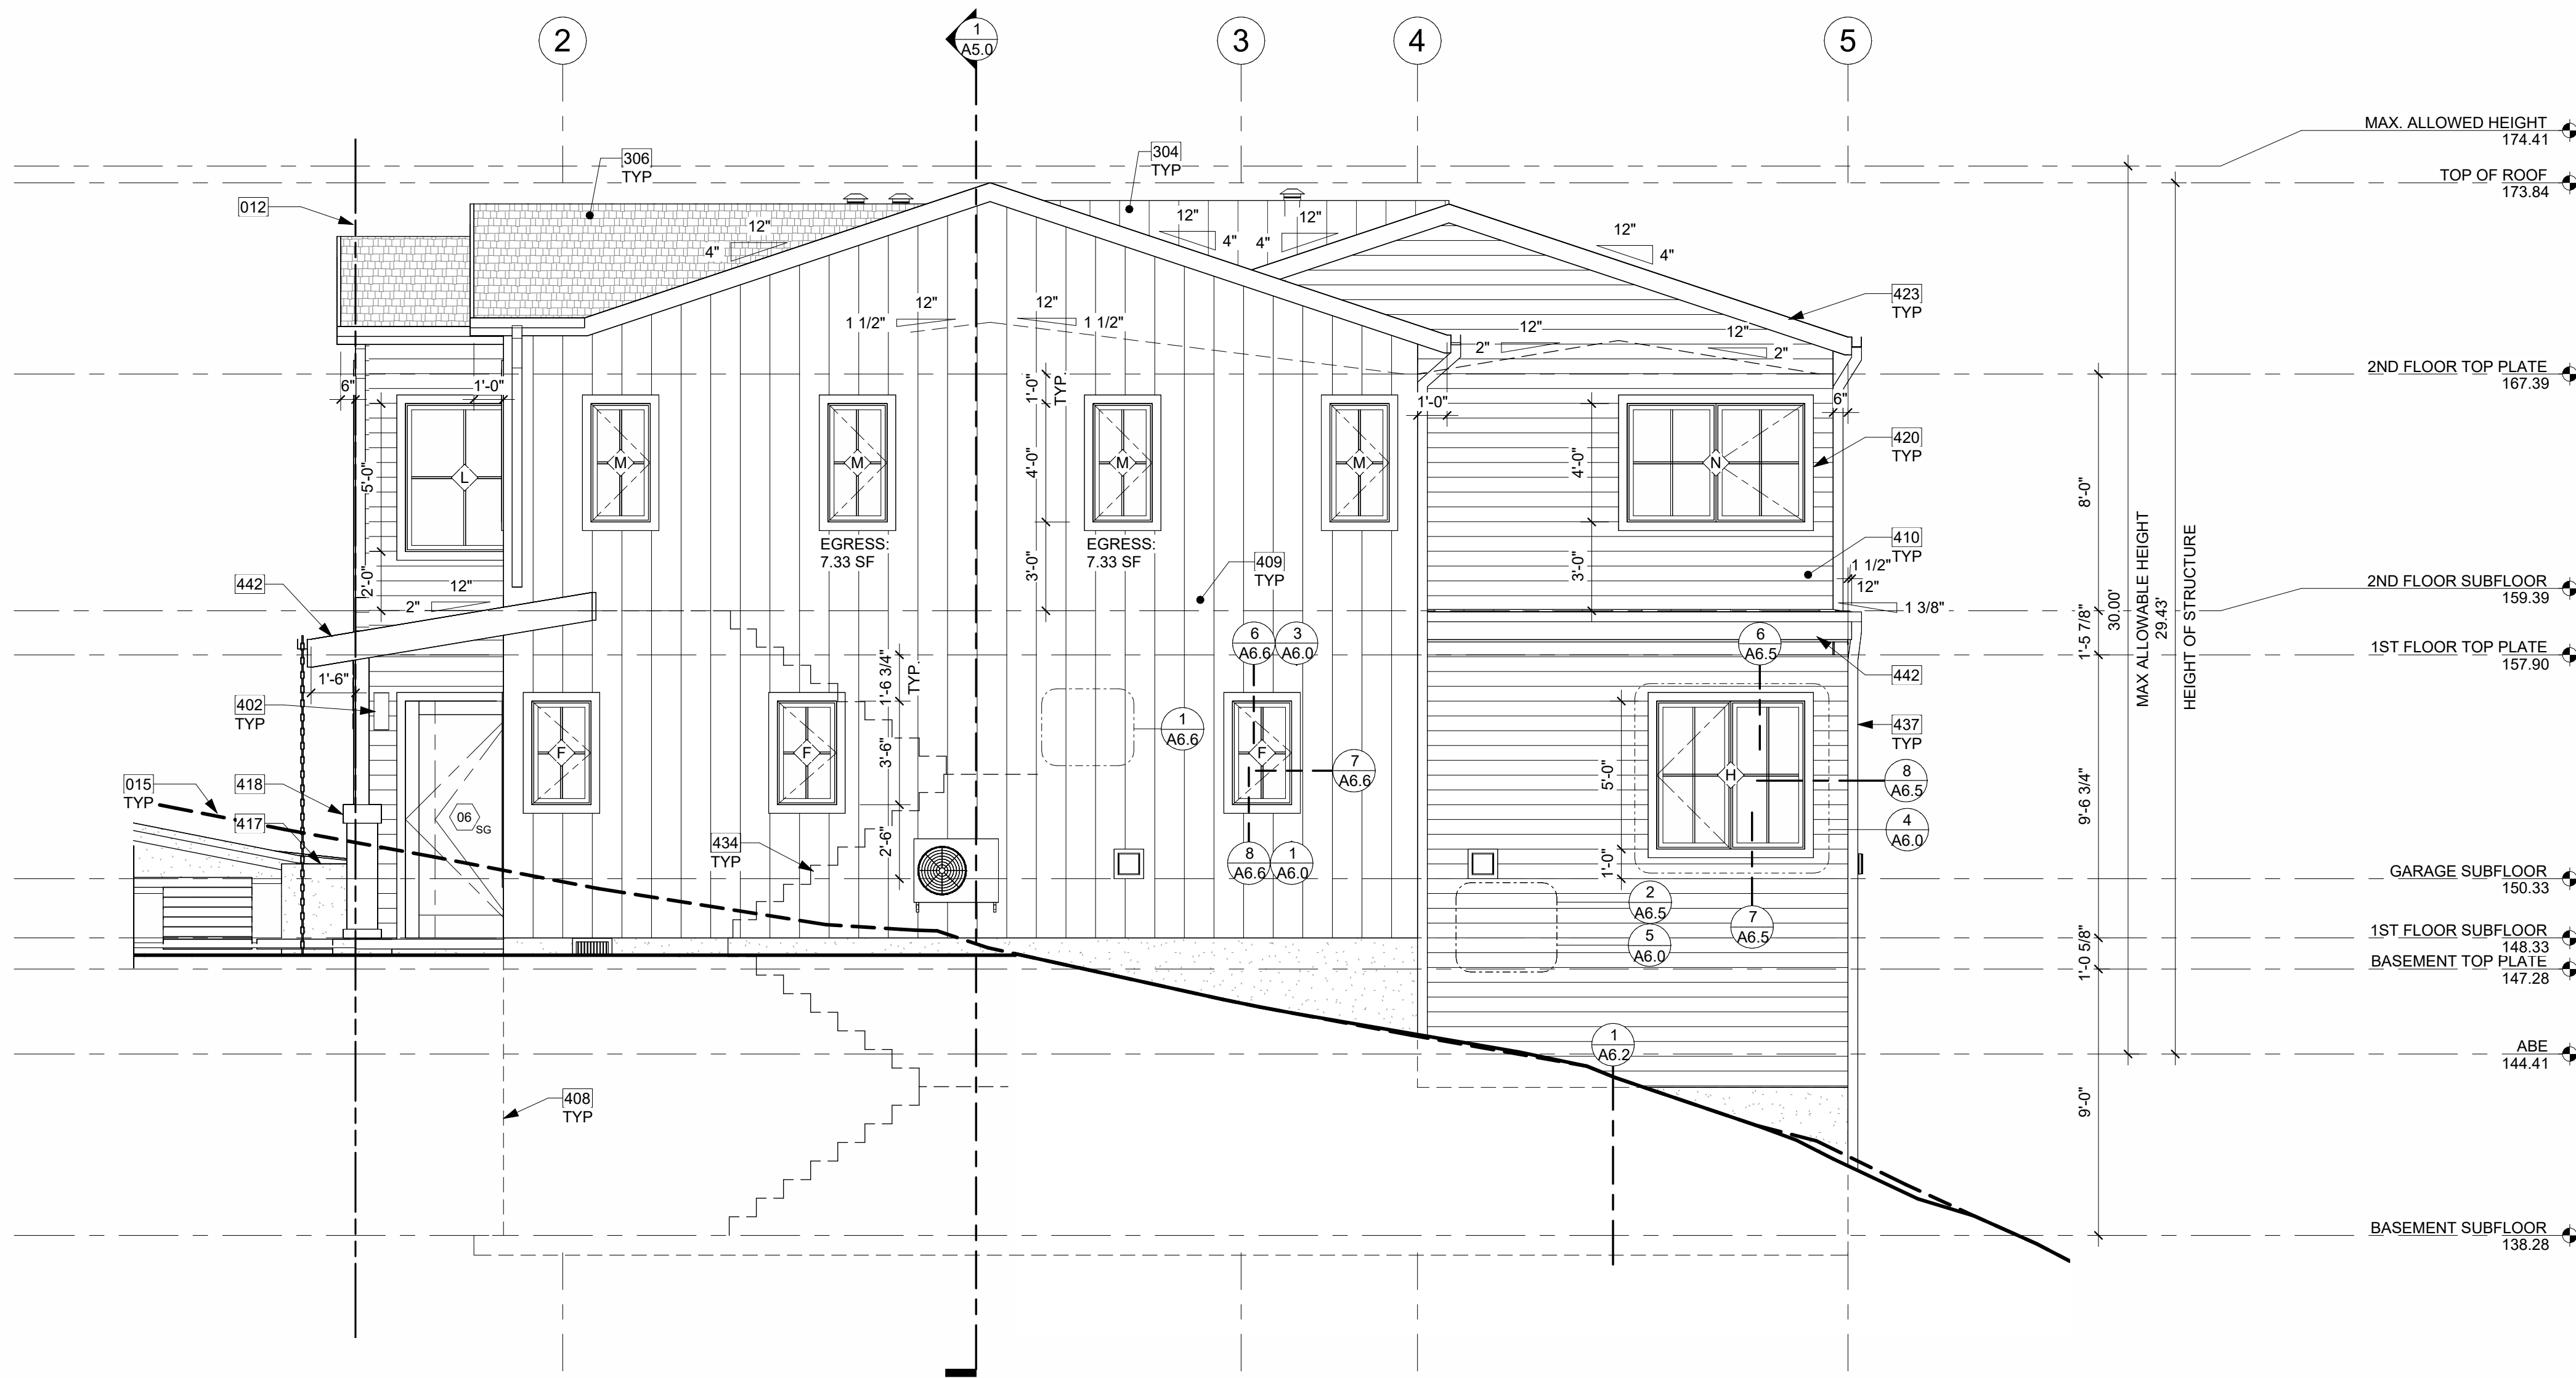 2
1
A5.0
3
4
5
MAX. ALLOWED HEIGHT
174.41
306
TYP
304
TYP
TOP OF ROOF
173.84
012
12"
4"
12"
4"
12"
4"
12"
4"
423
TYP
12"
1 1/2"
12"
1 1/2"
12"
2"
12"
2"
2ND FLOOR TOP PLATE
167.39
6"
1'-0"
1'-0"
TYP.
1'-0"
6"
420
TYP
5'-0"
L
M
M
M
M
N
4'-0"
4'-0"
8'-0"
EGRESS:
7.33 SF
EGRESS:
7.33 SF
409
TYP
410
TYP
3'-0"
3'-0"
1 1/2"
12"
1 3/8"
MAX ALLOWABLE HEIGHT
30.00'
HEIGHT OF STRUCTURE
29.43'
442
2'-0"
12"
2"
2ND FLOOR SUBFLOOR
159.39
1'-5 7/8"
6
A6.6
3
A6.0
6
A6.5
1ST FLOOR TOP PLATE
157.90
1'-6"
1'-6 3/4"
TYP.
442
402
TYP
1
A6.6
437
TYP
F
F
F
H
3'-6"
5'-0"
7
A6.6
8
A6.5
9'-6 3/4"
015
TYP
418
417
06
SG
434
TYP
2'-6"
8
A6.6
1
A6.0
4
A6.0
1'-0"
GARAGE SUBFLOOR
150.33
2
A6.5
7
A6.5
5
A6.0
1ST FLOOR SUBFLOOR
148.33
1'-0 5/8"
BASEMENT TOP PLATE
147.28
1
A6.2
ABE
144.41
408
TYP
9'-0"
BASEMENT SUBFLOOR
138.28